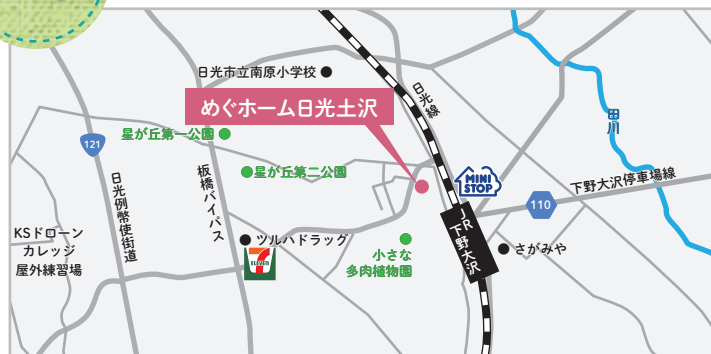 日光市立南原小学校
日光線
めぐホーム日光土沢
星が丘第一公園
121
田川
星が丘第二公園
MINI
STOP
日光例幣使街道
板橋バイパス
下野大沢停車場線
110
KSドローン
カレッジ
屋外練習場
ツルハドラッグ
7
ELEVEN
小さな
多肉植物園
JR
下野大沢
さがみや